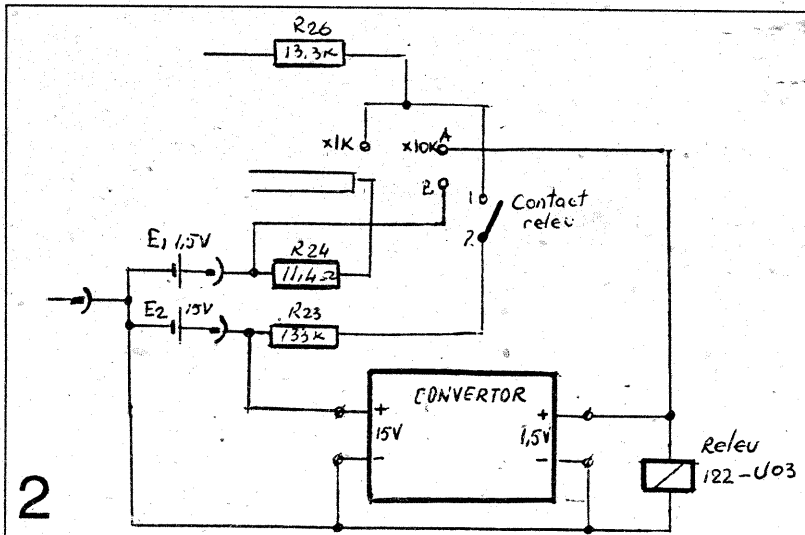 R26
13,3K
x1K
x10K
A
B
1
2
Contact
releu
E1 1,5V
R24
11,4Ω
E2 15V
R23
133K
CONVERTOR
+ +
15V 1,5V
- -
Releu
122-U03
2